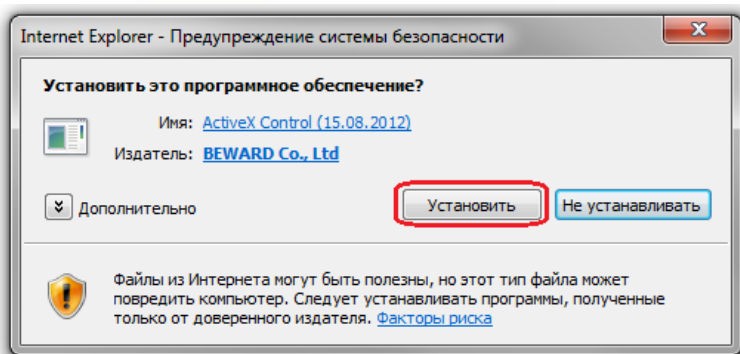 Internet Explorer - Предупреждение системы безопасности
Установить это программное обеспечение?
Имя: ActiveX Control (15.08.2012)
Издатель: BEWARD Co., Ltd
Дополнительно Установить Не устанавливать
Файлы из Интернета могут быть полезны, но этот тип файла может
повредить компьютер. Следует устанавливать программы, полученные
только от доверенного издателя. Факторы риска